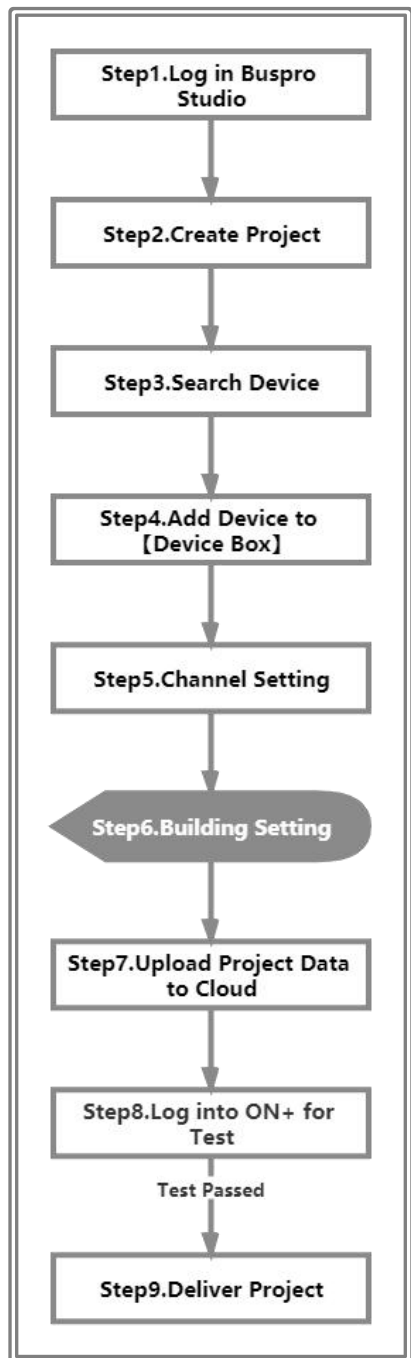 Step1.Log in Buspro
Studio
Step2.Create Project
Step3.Search Device
Step4.Add Device to
【Device Box】
Step5.Channel Setting
Step6.Building Setting
Step7.Upload Project Data
to Cloud
Step8.Log into ON+ for
Test
Test Passed
Step9.Deliver Project